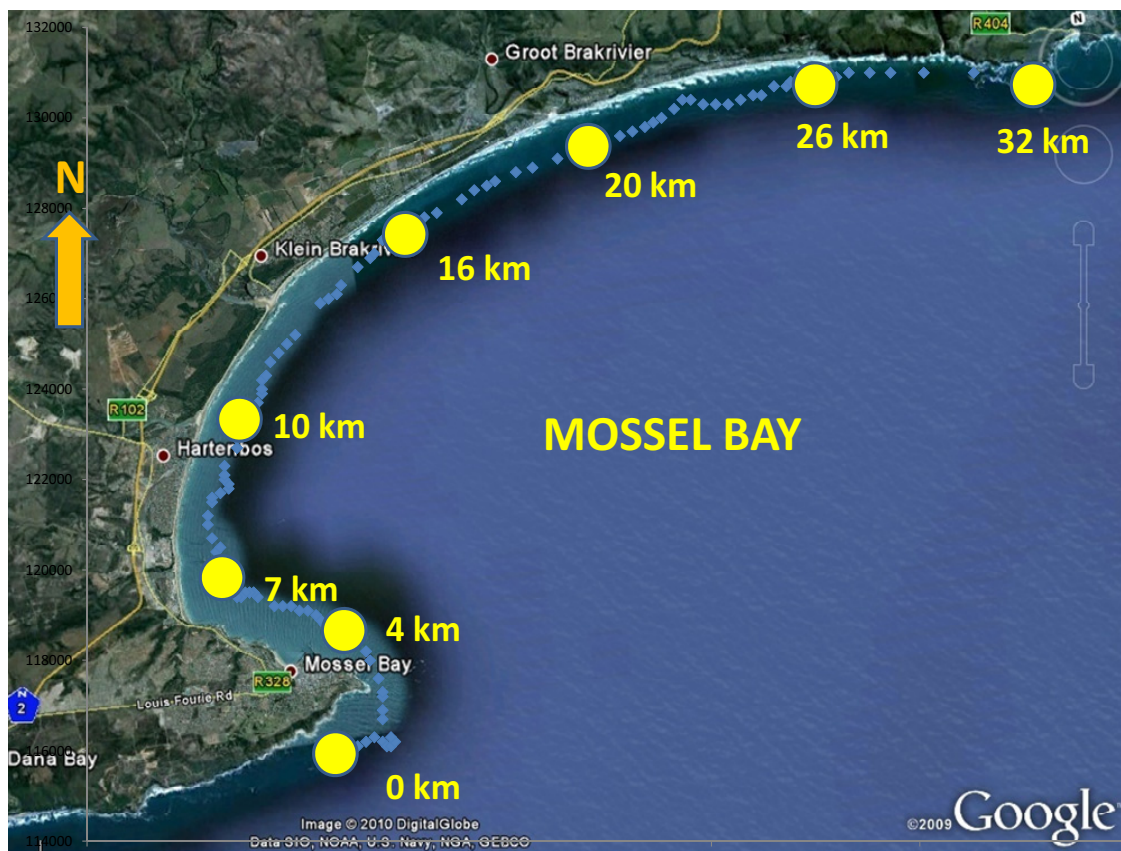 132000
R404
N
Groot Brakrivier
130000
26 km
32 km
20 km
N
128000
Klein Brakriv
16 km
126000
124000
R102
10 km
MOSSEL BAY
Hartenbos
122000
120000
7 km
4 km
118000
Mossel Bay
R328
N
2
Louis Fourie Rd
116000
Dana Bay
0 km
Image © 2010 DigitalGlobe
©2009 Google
Data SIO, NOAA, U.S. Navy, NGA, GEBCO
114000